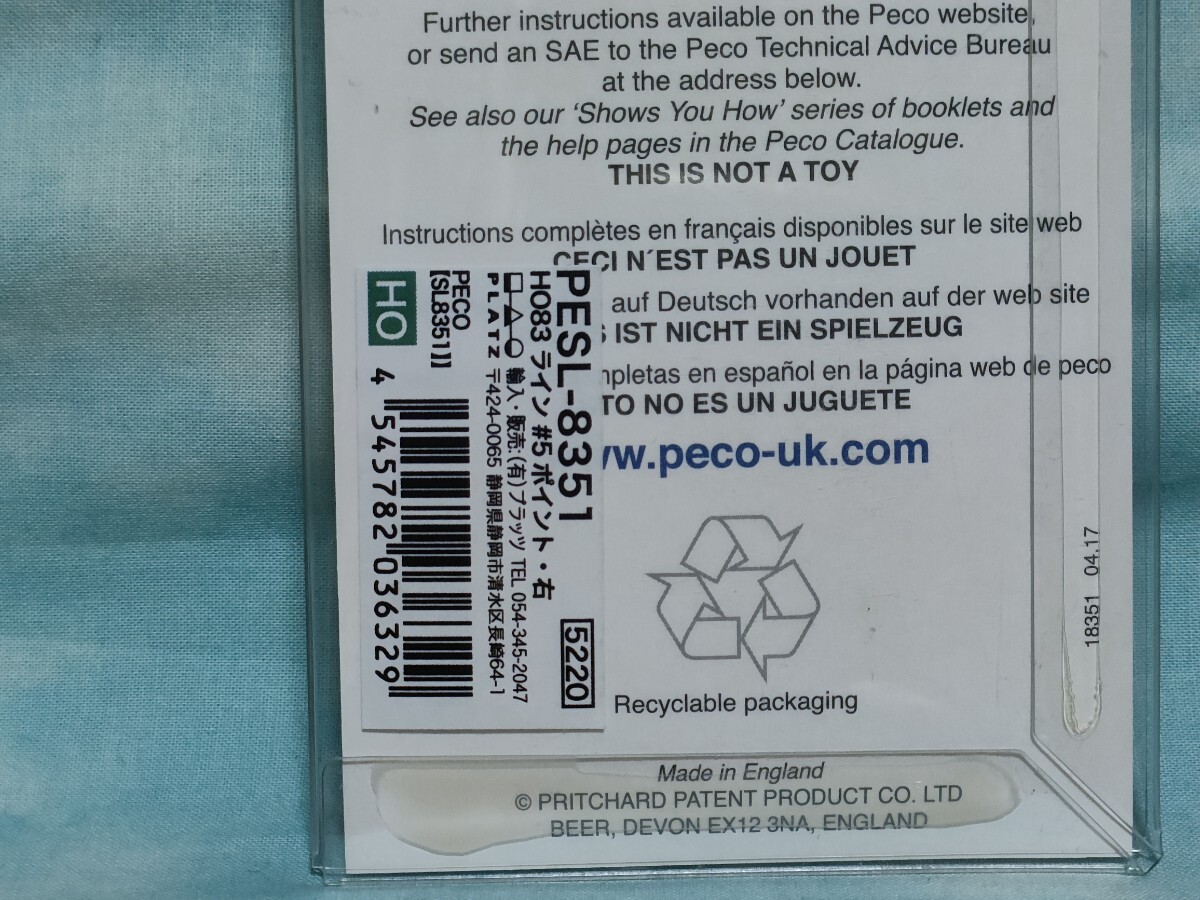 Further instructions available on the Peco website,
or send an SAE to the Peco Technical Advice Bureau
at the address below.
See also our ‘Shows You How’ series of booklets and
the help pages in the Peco Catalogue.
THIS IS NOT A TOY
Instructions complètes en français disponibles sur le site web
CECI N´EST PAS UN JOUET
auf Deutsch vorhanden auf der web site
IST NICHT EIN SPIELZEUG
en español en la página web de peco
NO ES UN JUGUETE
.peco-uk.com
PESL-8351
5220
HO83 ライン #5 ポイント・右
輸入・販売:(有)プラッツ TEL 054-345-2047
PLATZ 〒424-0065 静岡県静岡市清水区長崎64-1
PECO
[SL8351]]
HO
4 545782 036329
Recyclable packaging
18351 04.17
Made in England
© PRITCHARD PATENT PRODUCT CO. LTD
BEER, DEVON EX12 3NA, ENGLAND